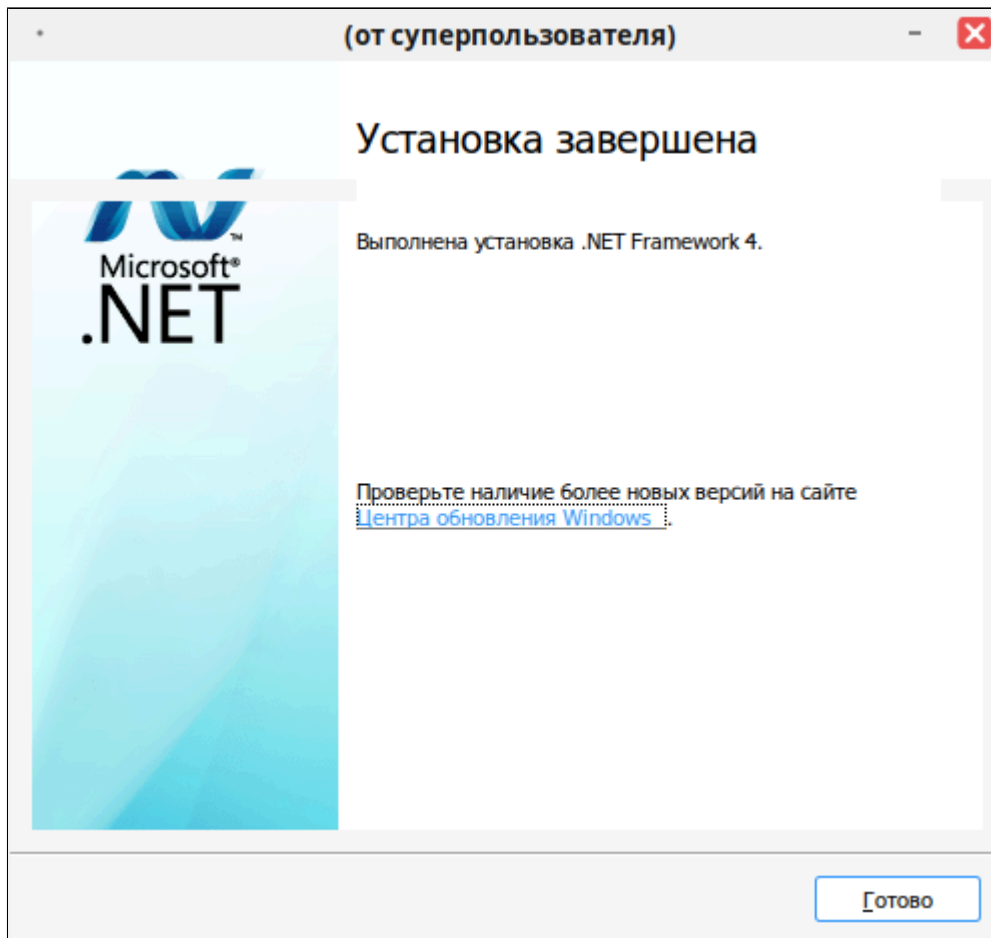 (от суперпользователя)
Установка завершена
Выполнена установка .NET Framework 4.
™
Microsoft®
.NET
Проверьте наличие более новых версий на сайте
Центра обновления Windows .
Готово